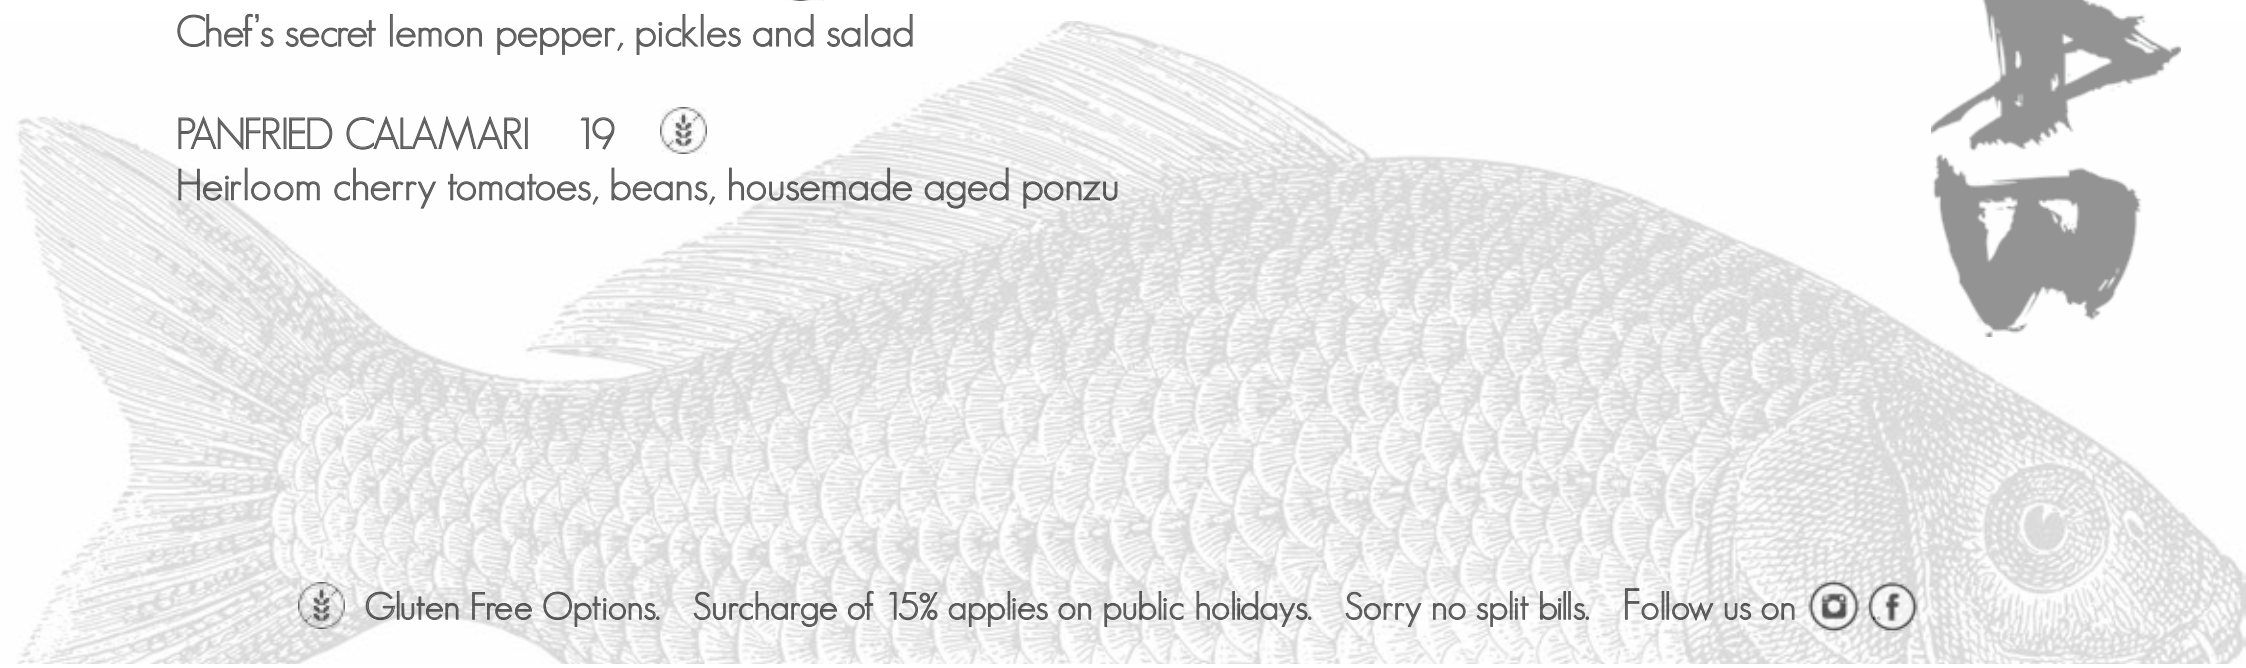 Chef's secret lemon pepper, pickles and salad
PANFRIED CALAMARI 19
Heirloom cherry tomatoes, beans, housemade aged ponzu
Gluten Free Options. Surcharge of 15% applies on public holidays. Sorry no split bills. Follow us on